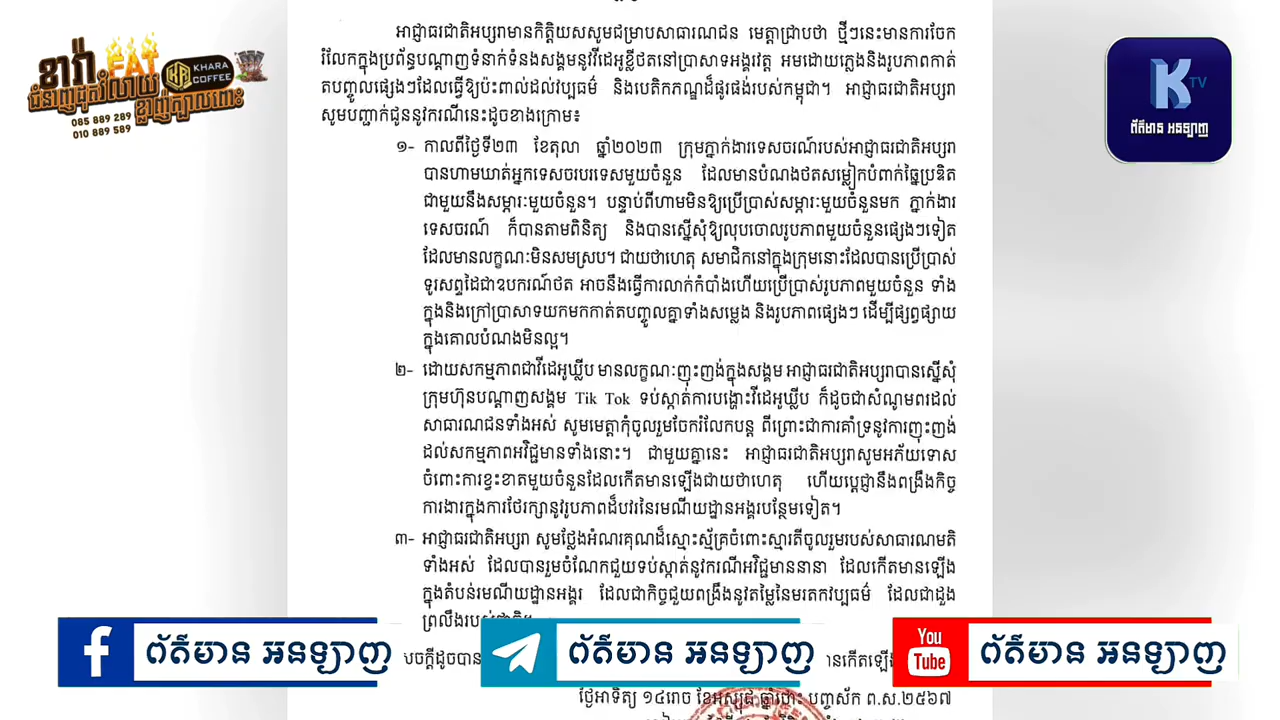 អាជ្ញាធរជាតិអប្សរាមានកិត្តិយសសូមជម្រាបសាធារណជន មេត្តាជ្រាបថា ថ្មីៗនេះមានការចែក
រំលែកក្នុងប្រព័ន្ធបណ្តាញទំនាក់ទំនងសង្គមនូវវីដេអូខ្លីថតនៅប្រាសាទអង្គរវត្ត អមដោយភ្លេងនិងរូបភាពកាត់
តបញ្ចូលផ្សេងៗដែលធ្វើឱ្យប៉ះពាល់ដល់វប្បធម៌ និងបេតិកភណ្ឌដ៏ផូរផង់របស់កម្ពុជា។ អាជ្ញាធរជាតិអប្សរា
សូមបញ្ជាក់ជូននូវករណីនេះដូចខាងក្រោម៖
១- កាលពីថ្ងៃទី២៣ ខែតុលា ឆ្នាំ២០២៣ ក្រុមភ្នាក់ងារទេសចរណ៍របស់អាជ្ញាធរជាតិអប្សរា
បានហាមឃាត់អ្នកទេសចរបរទេសមួយចំនួន ដែលមានបំណងថតសម្លៀកបំពាក់ច្នៃប្រឌិត
ជាមួយនឹងសម្ភារៈមួយចំនួន។ បន្ទាប់ពីហាមមិនឱ្យប្រើប្រាស់សម្ភារៈមួយចំនួនមក ភ្នាក់ងារ
ទេសចរណ៍ ក៏បានតាមពិនិត្យ និងបានស្នើសុំឱ្យលុបចោលរូបភាពមួយចំនួនផ្សេងៗទៀត
ដែលមានលក្ខណៈមិនសមស្រប។ ជាយថាហេតុ សមាជិកនៅក្នុងក្រុមនោះដែលបានប្រើប្រាស់
ទូរសព្ទដៃជាឧបករណ៍ថត អាចនឹងធ្វើការលាក់កំបាំងហើយប្រើប្រាស់រូបភាពមួយចំនួន ទាំង
ក្នុងនិងក្រៅប្រាសាទយកមកកាត់តបញ្ចូលគ្នាទាំងសម្លេង និងរូបភាពផ្សេងៗ ដើម្បីផ្សព្វផ្សាយ
ក្នុងគោលបំណងមិនល្អ។
២- ដោយសកម្មភាពជាវីដេអូឃ្លីប មានលក្ខណៈញុះញង់ក្នុងសង្គម អាជ្ញាធរជាតិអប្សរាបានស្នើសុំ
ក្រុមហ៊ុនបណ្តាញសង្គម Tik Tok ទប់ស្កាត់ការបង្ហោះវីដេអូឃ្លីប ក៏ដូចជាសំណូមពរដល់
សាធារណជនទាំងអស់ សូមមេត្តាកុំចូលរួមចែករំលែកបន្ត ពីព្រោះជាការគាំទ្រនូវការញុះញង់
ដល់សកម្មភាពអវិជ្ជមានទាំងនោះ។ ជាមួយគ្នានេះ អាជ្ញាធរជាតិអប្សរាសូមអភ័យទោស
ចំពោះការខ្វះខាតមួយចំនួនដែលកើតមានឡើងជាយថាហេតុ ហើយប្តេជ្ញានឹងពង្រឹងកិច្ច
ការងារក្នុងការថែរក្សានូវរូបភាពដ៏បវរនៃរមណីយដ្ឋានអង្គរបន្ថែមទៀត។
៣- អាជ្ញាធរជាតិអប្សរា សូមថ្លែងអំណរគុណដ៏ស្មោះស្ម័គ្រចំពោះស្មារតីចូលរួមរបស់សាធារណមតិ
ទាំងអស់ ដែលបានរួមចំណែកជួយទប់ស្កាត់នូវករណីអវិជ្ជមាននានា ដែលកើតមានឡើង
ក្នុងតំបន់រមណីយដ្ឋានអង្គរ ដែលជាកិច្ចជួយពង្រឹងនូវតម្លៃនៃមរតកវប្បធម៌ ដែលជាដួង
ព្រលឹងរបស់ជាតិ។
ថ្ងៃអាទិត្យ ១៤រោច ខែអស្សុជ ឆ្នាំថោះ បញ្ចស័ក ព.ស.២៥៦៧
ខារ៉ា FAT
ជំនាញដុតរំលាយ
ខ្លាញ់ក្បាលពោះ
KHARA
COFFEE
085 889 289
010 889 589
K TV
ព័ត៌មាន អនឡាញ
ព័ត៌មាន អនឡាញ
ព័ត៌មាន អនឡាញ
You
Tube
ព័ត៌មាន អនឡាញ